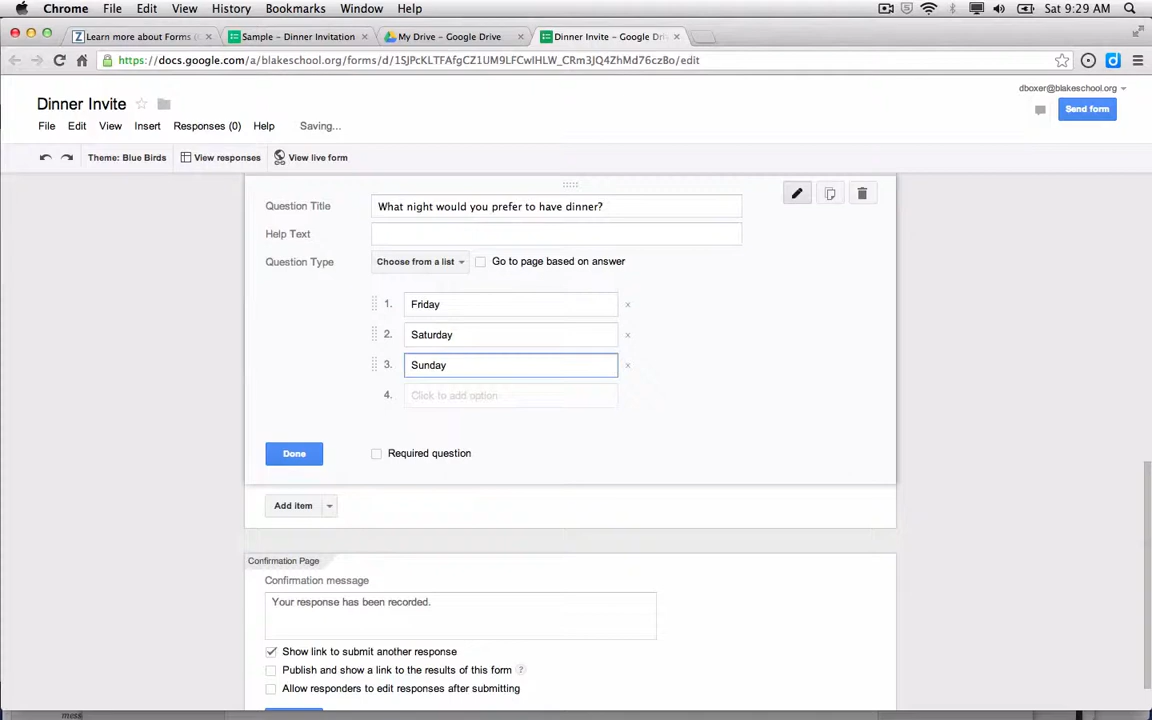 Chrome File Edit View History Bookmarks Window Help Sat 9:29 AM
Learn more about Forms ( × Sample – Dinner Invitation × My Drive – Google Drive × Dinner Invite – Google Dri ×
https://docs.google.com/a/blakeschool.org/forms/d/1SJPcKLTFAfgCZ1UM9LFCwIHLW_CRm3JQ4ZhMd76czBo/edit
dboxer@blakeschool.org
Dinner Invite
Send form
File Edit View Insert Responses (0) Help Saving...
Theme: Blue Birds View responses View live form
Question Title What night would you prefer to have dinner?
Help Text
Question Type Choose from a list Go to page based on answer
1. Friday ×
2. Saturday ×
3. Sunday ×
4. Click to add option
Done Required question
Add item
Confirmation Page
Confirmation message
Your response has been recorded.
Show link to submit another response
Publish and show a link to the results of this form ?
Allow responders to edit responses after submitting
mess